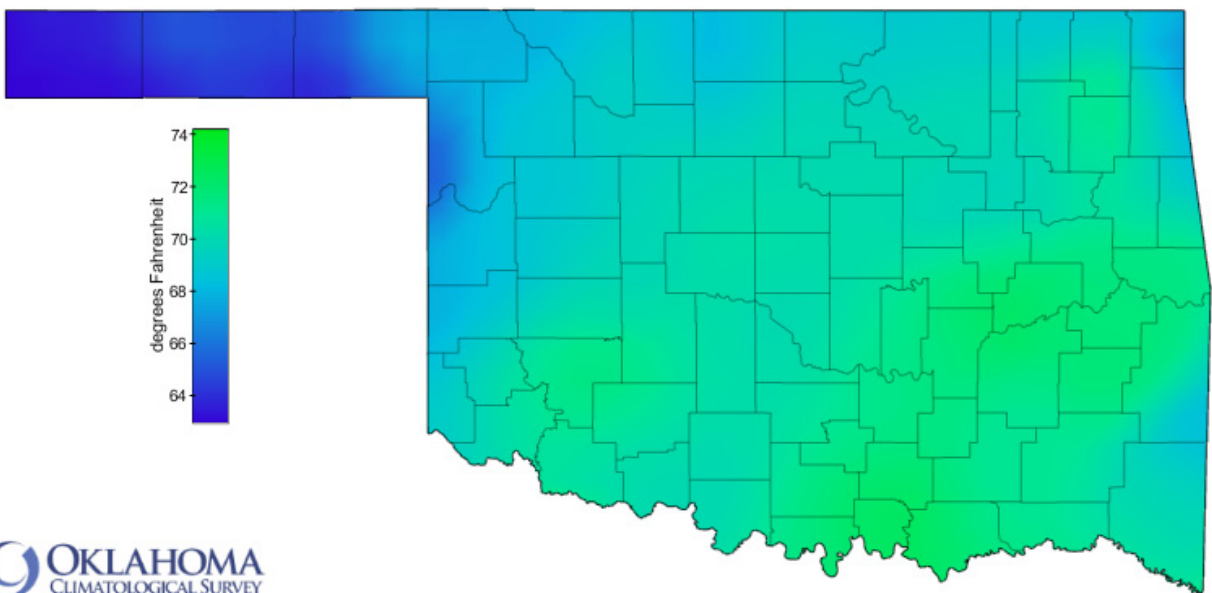 74
72
70
68
66
64
degrees Fahrenheit
OKLAHOMA
CLIMATOLOGICAL SURVEY